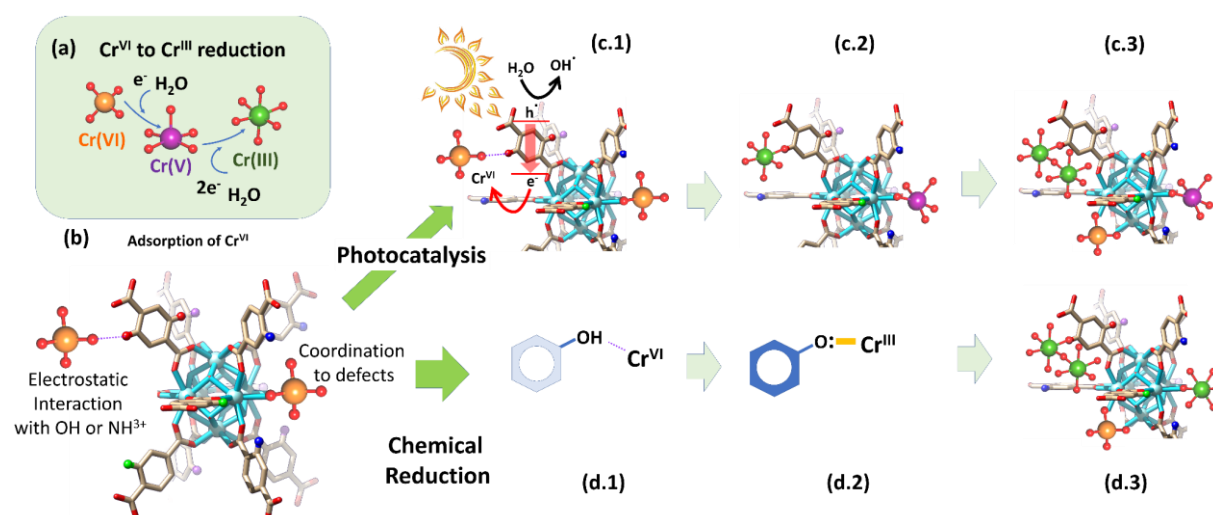 (a)
Cr^VI to Cr^III reduction
e⁻
H₂O
Cr(VI)
Cr(V)
Cr(III)
2e⁻
H₂O
(b)
Adsorption of Cr^VI
Electrostatic
Interaction
with OH or NH³⁺
Coordination
to defects
Photocatalysis
Chemical
Reduction
(c.1)
H₂O
OH˙
h˙
e⁻
Cr^VI
(c.2)
(c.3)
OH
Cr^VI
(d.1)
O:
Cr^III
(d.2)
(d.3)